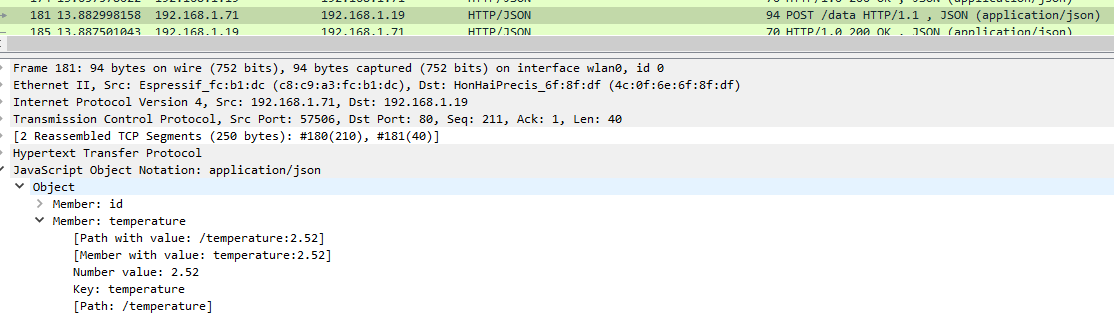 181 13.882998158 192.168.1.71 192.168.1.19 HTTP/JSON 94 POST /data HTTP/1.1 , JSON (application/json)
185 13.887501043 192.168.1.19 192.168.1.71 HTTP/JSON 70 HTTP/1.0 200 OK , JSON (application/json)
Frame 181: 94 bytes on wire (752 bits), 94 bytes captured (752 bits) on interface wlan0, id 0
Ethernet II, Src: Espressif_fc:b1:dc (c8:c9:a3:fc:b1:dc), Dst: HonHaiPrecis_6f:8f:df (4c:0f:6e:6f:8f:df)
Internet Protocol Version 4, Src: 192.168.1.71, Dst: 192.168.1.19
Transmission Control Protocol, Src Port: 57506, Dst Port: 80, Seq: 211, Ack: 1, Len: 40
[2 Reassembled TCP Segments (250 bytes): #180(210), #181(40)]
Hypertext Transfer Protocol
JavaScript Object Notation: application/json
Object
Member: id
Member: temperature
[Path with value: /temperature:2.52]
[Member with value: temperature:2.52]
Number value: 2.52
Key: temperature
[Path: /temperature]